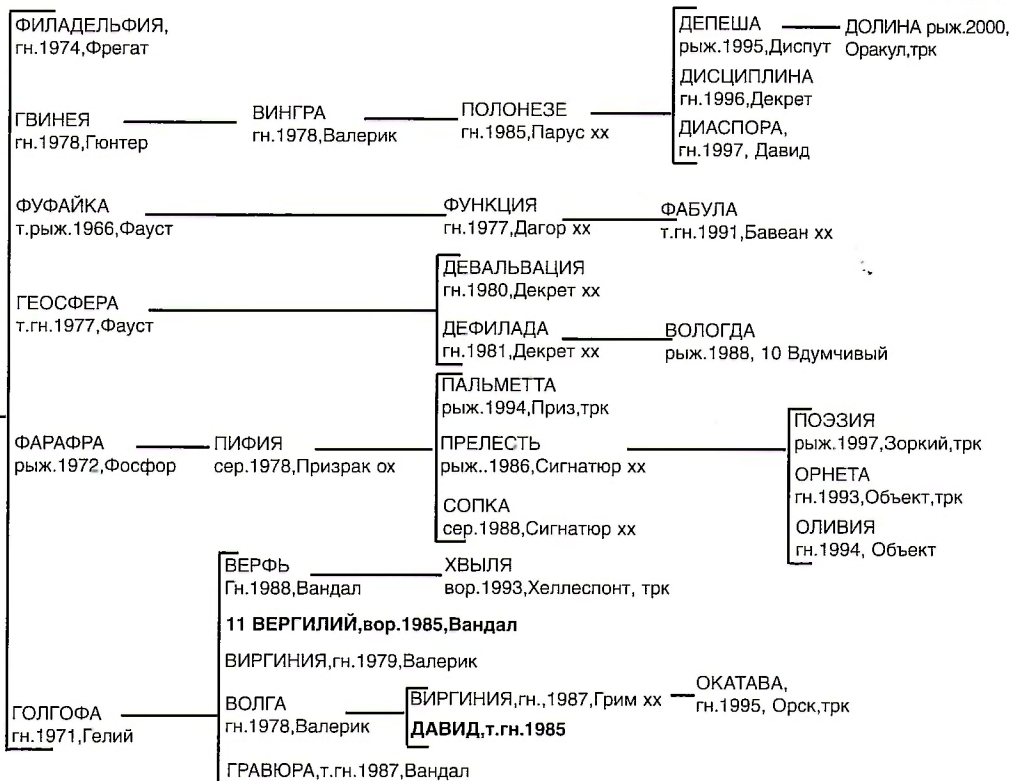 ФИЛАДЕЛЬФИЯ,
гн.1974,Фрегат
ДЕПЕША
рыж.1995,Диспут
ДОЛИНА рыж.2000,
Оракул,трк
ДИСЦИПЛИНА
гн.1996,Декрет
ДИАСПОРА,
гн.1997, Давид
ГВИНЕЯ
гн.1978,Гюнтер
ВИНГРА
гн.1978,Валерик
ПОЛОНЕЗЕ
гн.1985,Парус хх
ФУФАЙКА
т.рыж.1966,Фауст
ФУНКЦИЯ
гн.1977,Дагор хх
ФАБУЛА
т.гн.1991,Бавеан хх
ГЕОСФЕРА
т.гн.1977,Фауст
ДЕВАЛЬВАЦИЯ
гн.1980,Декрет хх
ДЕФИЛАДА
гн.1981,Декрет хх
ВОЛОГДА
рыж.1988, 10 Вдумчивый
ФАРАФРА
рыж.1972,Фосфор
ПИФИЯ
сер.1978,Призрак ох
ПАЛЬМЕТТА
рыж.1994,Приз,трк
ПРЕЛЕСТЬ
рыж..1986,Сигнатюр хх
СОПКА
сер.1988,Сигнатюр хх
ПОЭЗИЯ
рыж.1997,Зоркий,трк
ОРНЕТА
гн.1993,Объект,трк
ОЛИВИЯ
гн.1994, Объект
ВЕРФЬ
Гн.1988,Вандал
ХВЫЛЯ
вор.1993,Хеллеспонт, трк
11 ВЕРГИЛИЙ,вор.1985,Вандал
ВИРГИНИЯ,гн.1979,Валерик
ГОЛГОФА
гн.1971,Гелий
ВОЛГА
гн.1978,Валерик
ВИРГИНИЯ,гн.,1987,Грим хх
ДАВИД,т.гн.1985
ОКАТАВА,
гн.1995, Орск,трк
ГРАВЮРА,т.гн.1987,Вандал